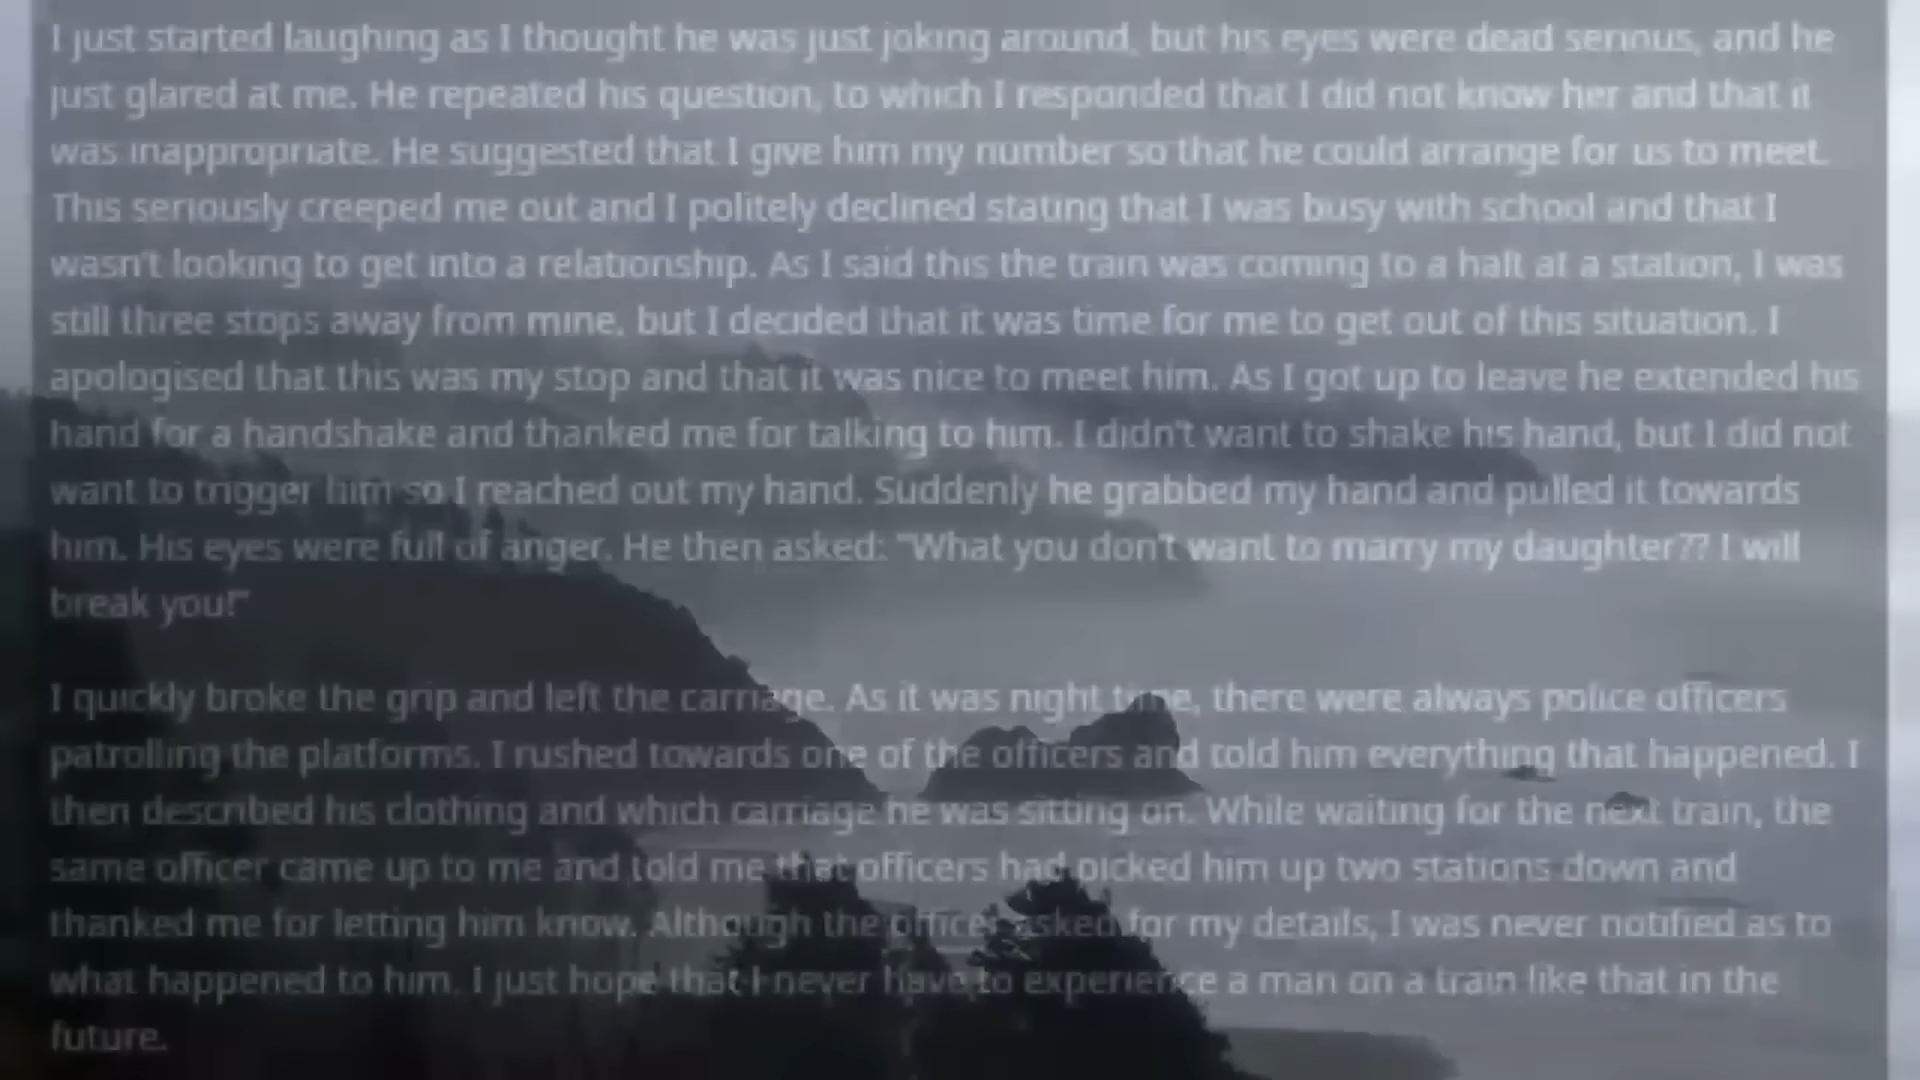 I just started laughing as I thought he was just joking around, but his eyes were dead serious, and he
just glared at me. He repeated his question, to which I responded that I did not know her and that it
was inappropriate. He suggested that I give him my number so that he could arrange for us to meet.
This seriously creeped me out and I politely declined stating that I was busy with school and that I
wasn't looking to get into a relationship. As I said this the train was coming to a halt at a station, I was
still three stops away from mine, but I decided that it was time for me to get out of this situation. I
apologised that this was my stop and that it was nice to meet him. As I got up to leave he extended his
hand for a handshake and thanked me for talking to him. I didn't want to shake his hand, but I did not
want to trigger him so I reached out my hand. Suddenly he grabbed my hand and pulled it towards
him. His eyes were full of anger. He then asked: "What you don't want to marry my daughter?? I will
break you!"
I quickly broke the grip and left the carriage. As it was night time, there were always police officers
patrolling the platforms. I rushed towards one of the officers and told him everything that happened. I
then described his clothing and which carriage he was sitting on. While waiting for the next train, the
same officer came up to me and told me that officers had picked him up two stations down and
thanked me for letting him know. Although the officer asked for my details, I was never notified as to
what happened to him. I just hope that I never have to experience a man on a train like that in the
future.